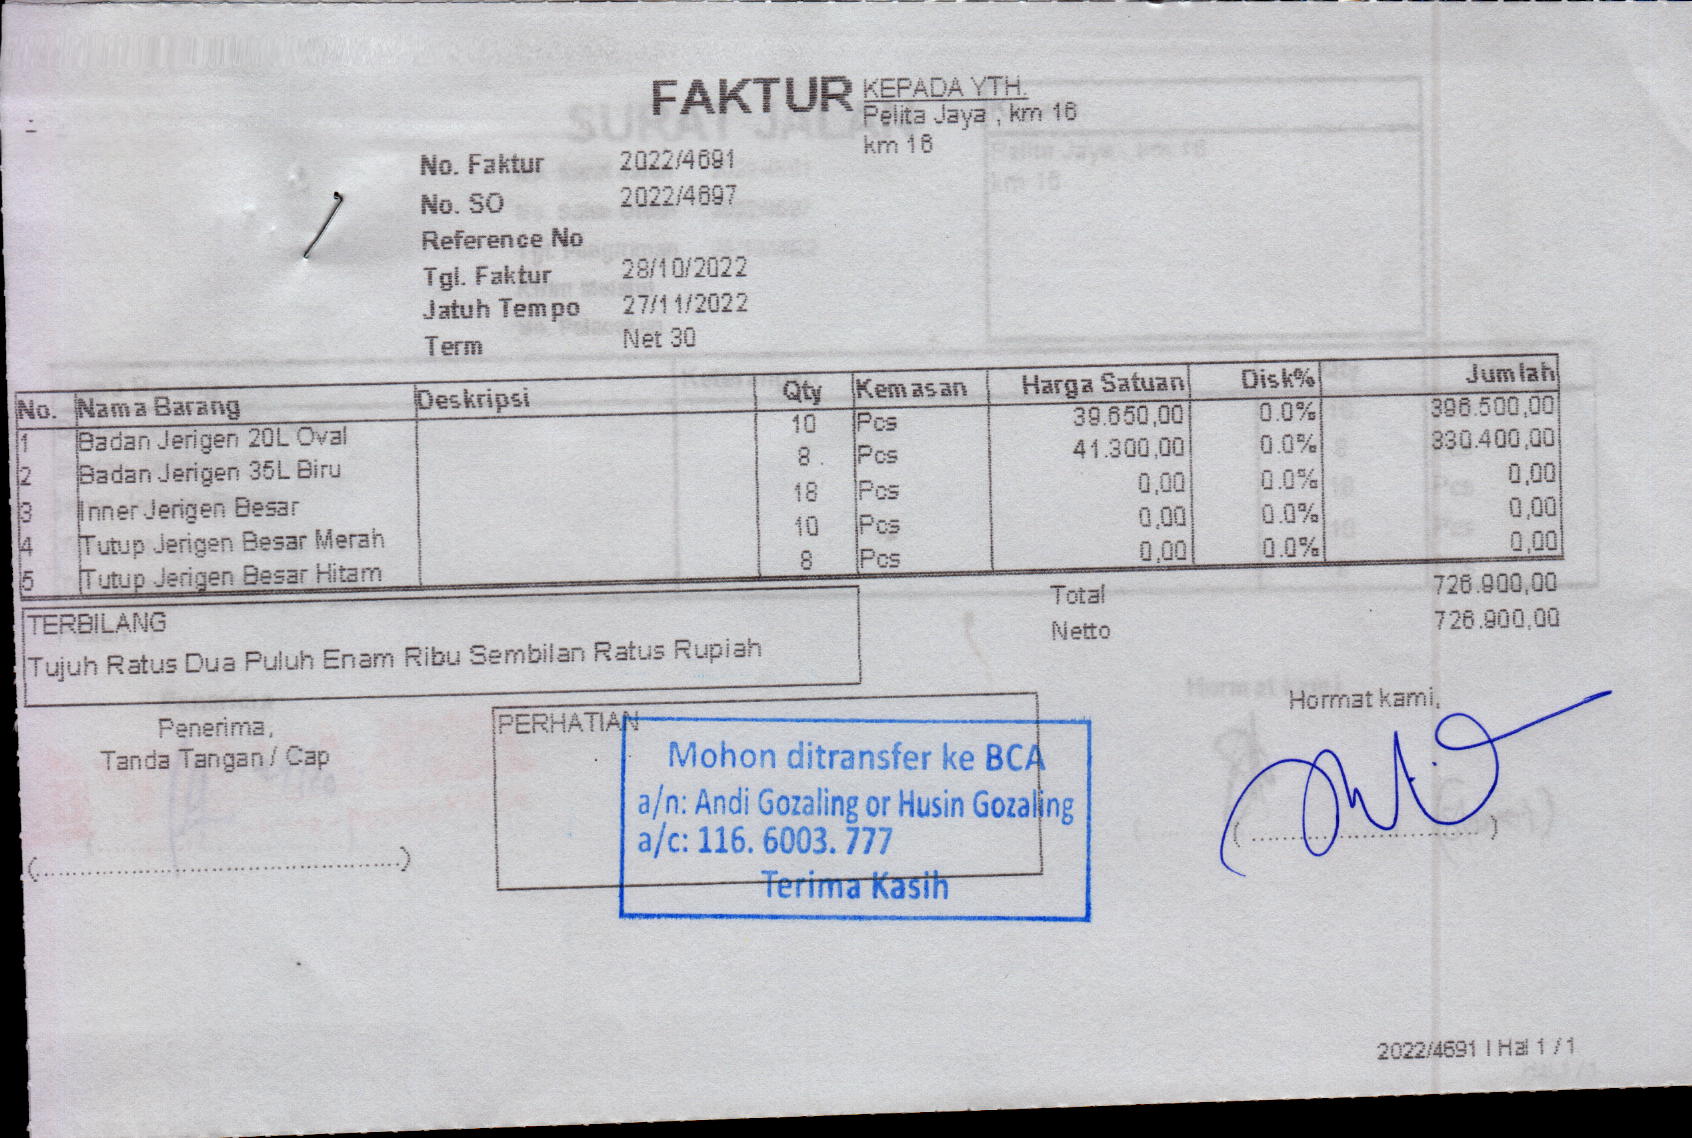 FAKTUR
KEPADA YTH.
Pelita Jaya , km 16
km 16
No. Faktur 2022/4691
No. SO 2022/4697
Reference No
Tgl. Faktur 28/10/2022
Jatuh Tempo 27/11/2022
Term Net 30
No. Nama Barang Deskripsi Qty Kemasan Harga Satuan Disk% Jumlah
1 Badan Jerigen 20L Oval 10 Pcs 39.650,00 0.0% 396.500,00
2 Badan Jerigen 35L Biru 8 Pcs 41.300,00 0.0% 330.400,00
3 Inner Jerigen Besar 18 Pcs 0,00 0.0% 0,00
4 Tutup Jerigen Besar Merah 10 Pcs 0,00 0.0% 0,00
5 Tutup Jerigen Besar Hitam 8 Pcs 0,00 0.0% 0,00
Total 726.900,00
Netto 726.900,00
TERBILANG
Tujuh Ratus Dua Puluh Enam Ribu Sembilan Ratus Rupiah
Penerima,
Tanda Tangan / Cap
(..................................................)
PERHATIAN
Mohon ditransfer ke BCA
a/n: Andi Gozaling or Husin Gozaling
a/c: 116. 6003. 777
Terima Kasih
Hormat kami,
(..................................)
2022/4691 | Hal 1 / 1